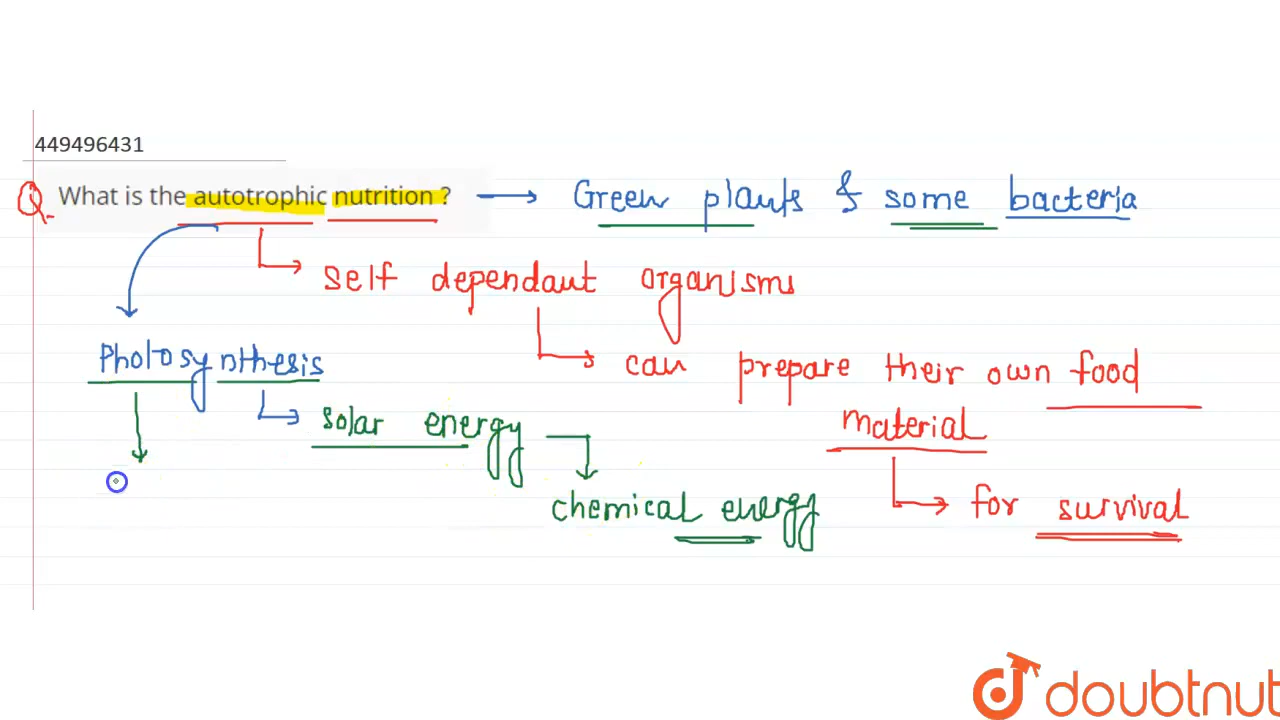 449496431
Q. What is the autotrophic nutrition ? → Green plants & some bacteria
self dependant organisms
Photosynthesis
can prepare their own food
solar energy
material
chemical energy
for survival
doubtnut